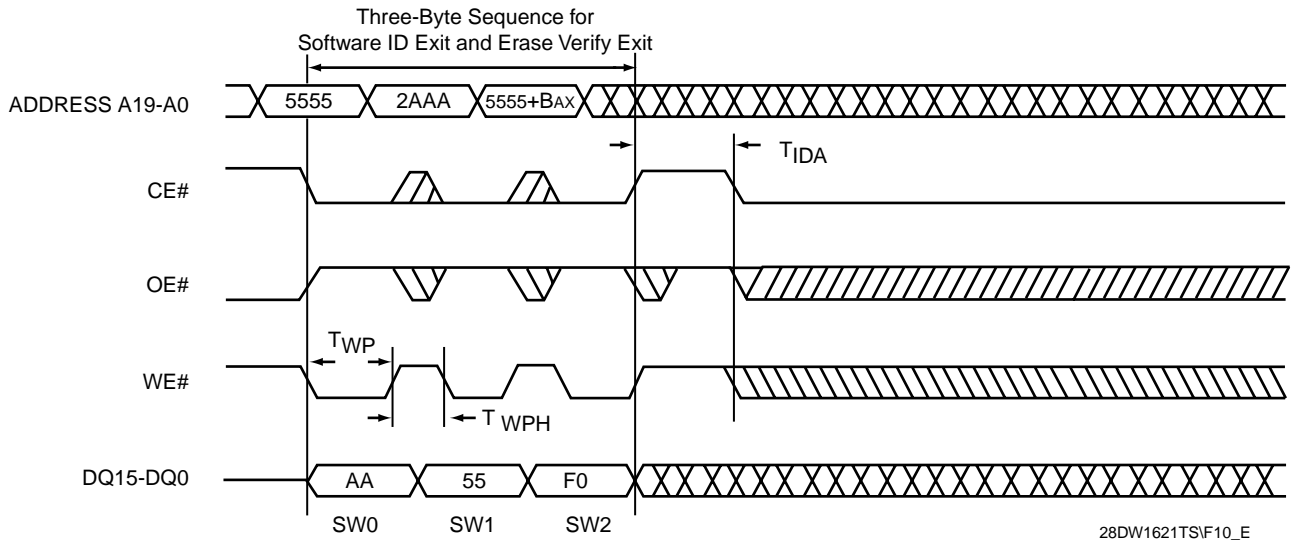 Three-Byte Sequence for
Software ID Exit and Erase Verify Exit
ADDRESS A19-A0
5555 2AAA 5555+BAX
TIDA
CE#
OE#
TWP
WE#
T WPH
DQ15-DQ0
AA 55 F0
SW0 SW1 SW2
28DW1621TS\F10_E